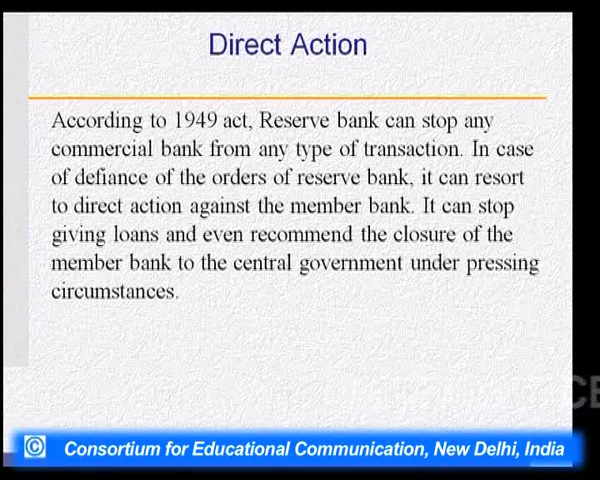 Direct Action
According to 1949 act, Reserve bank can stop any
commercial bank from any type of transaction. In case
of defiance of the orders of reserve bank, it can resort
to direct action against the member bank. It can stop
giving loans and even recommend the closure of the
member bank to the central government under pressing
circumstances.
CE
© Consortium for Educational Communication, New Delhi, India